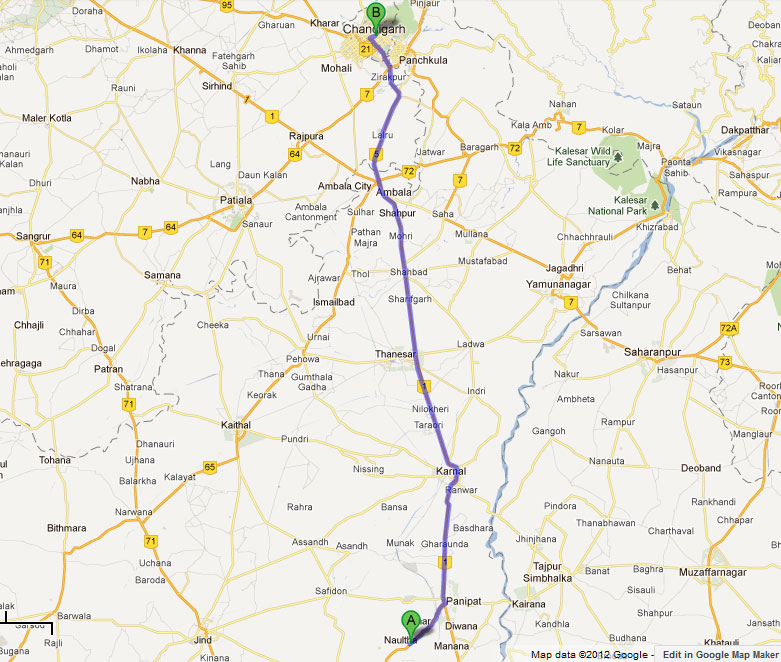 Pinjaur
95
Kharar
B
Chandigarh
Guruan
Ahmedgarh
Dhamot
Ikolaha
Khanna
21
Panchkula
Fatehgarh
Sahib
Mohali
Zirakpur
Rauni
Sirhind
7
7
Nahan
Sataun
Maler Kotla
1
Kala Amb
7
Kolar
Dakpatthar
Rajpura
Lalru
Baragarh
Majra
Vikasnagar
64
5
Jatwar
72
Kalesar Wild
Life Sanctuary
Paonta
Sahib
Sahaspur
Lang
Daun Kalan
72
Dhuri
Nabha
Ambala City
Ambala
7
Kalesar
National Park
Rampura
Patiala
Ambala
Cantonment
Sulhar
Shahpur
Saha
Khizrabad
Sangrur
64
7
64
Sanaur
Pathan
Majra
Mohri
Mullana
Chhachhrauli
71
Samana
Thol
Shahbad
Mustafabad
Jagadhri
Behat
Maura
Ajrawar
Yamunanagar
Dirba
Ismailbad
Sharifgarh
7
Chilkana
Sultanpur
Chhajli
Chhahar
Cheeka
Urnai
Ladwa
Sarsawan
72A
Dogal
Thanesar
Saharanpur
Patran
Pehowa
73
Hasanpur
Shatrana
Thana
Gumthala
Gadha
1
Indri
Nakur
71
Keorak
Nilokheri
Ambheta
Kaithal
Taraori
Gangoh
Rampur
Manglaur
Dhanauri
Pundri
Tohana
Ujhana
65
Nissing
Karnal
Nanauta
Deoband
Balarkha
Kalayat
Ranwar
Narwana
Rahra
Bansa
Pindora
Rankhandi
Bithmara
Basdhara
Thanabhawan
Chhapar
71
Assandh
Asandh
Munak
Gharaunda
Jhinjhana
Charthaval
Uchana
1
Tajpur
Simbhalka
Banat
Baghra
Muzaffarnagar
Baroda
Safidon
Sisauli
Barwala
Panipat
Kairana
A
Diwana
Kandhla
Budhana
Jind
Naultha
Manana
Khatauli
Rajli
Kinana
Map data ©2012 Google - Edit in Google Map Maker